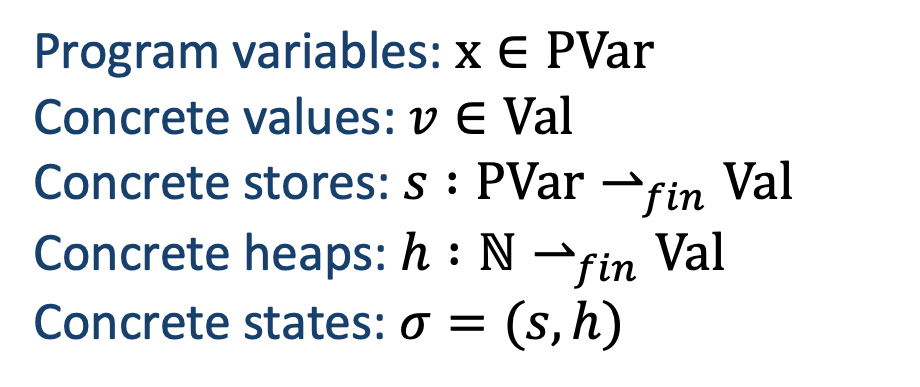 Program variables: x ∈ PVar
Concrete values: 𝑣 ∈ Val
Concrete stores: 𝑠 : PVar ⇀𝑓𝑖𝑛 Val
Concrete heaps: ℎ : ℕ ⇀𝑓𝑖𝑛 Val
Concrete states: 𝜎 = (𝑠, ℎ)